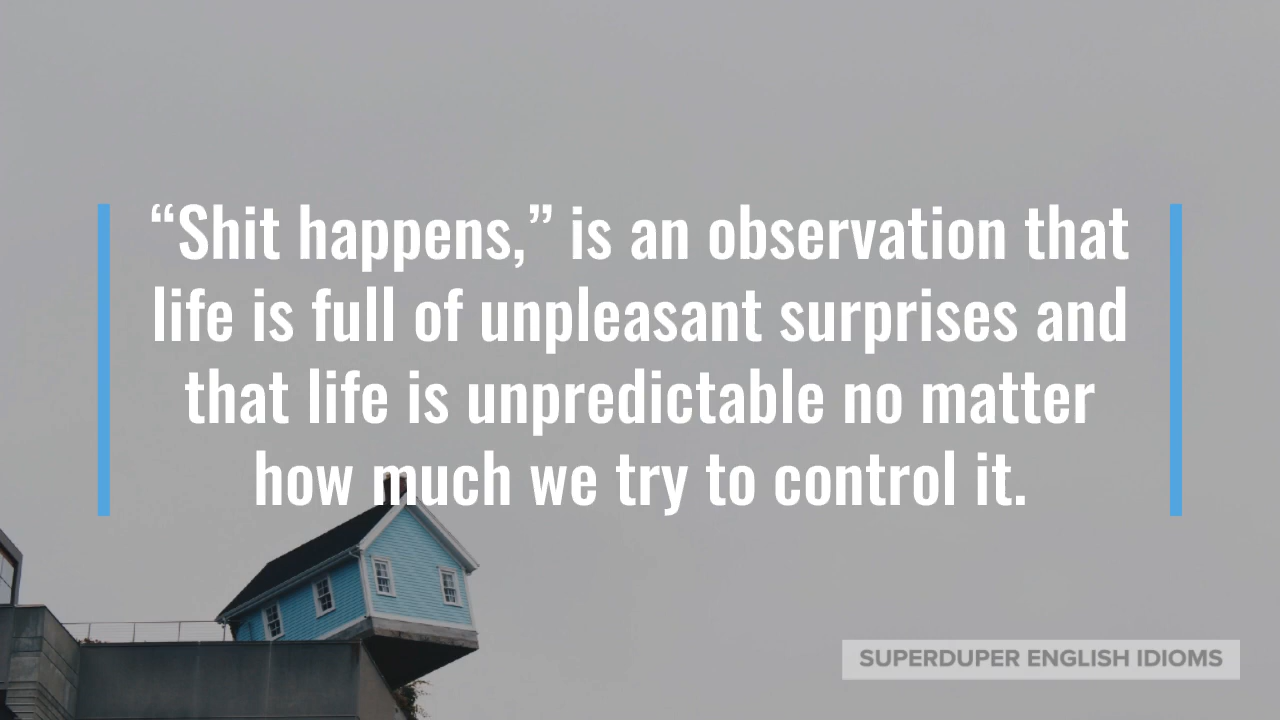 “Shit happens,” is an observation that
life is full of unpleasant surprises and
that life is unpredictable no matter
how much we try to control it.
SUPERDUPER ENGLISH IDIOMS